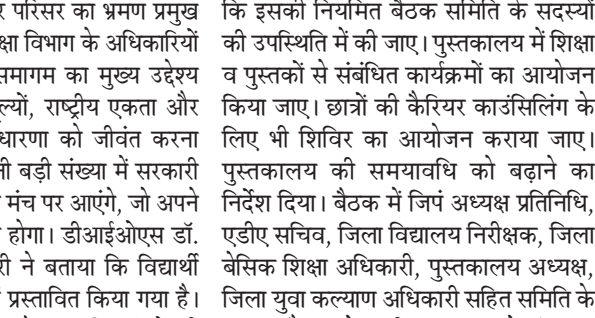 परिसर का भ्रमण प्रमुख
विभाग के अधिकारियों
समागम का मुख्य उद्देश्य
राष्ट्रीय एकता और
को जीवंत करना
बड़ी संख्या में सरकारी
मंच पर आएंगे, जो अपने
होगा। डीआईओएस डॉ.
ने बताया कि विद्यार्थी
प्रस्तावित किया गया है।
कि इसकी नियमित बैठक समिति के सदस्यों
की उपस्थिति में की जाए। पुस्तकालय में शिक्षा
व पुस्तकों से संबंधित कार्यक्रमों का आयोजन
किया जाए। छात्रों की कैरियर काउंसिलिंग के
लिए भी शिविर का आयोजन कराया जाए।
पुस्तकालय की समयावधि को बढ़ाने का
निर्देश दिया। बैठक में जिपं अध्यक्ष प्रतिनिधि,
एडीए सचिव, जिला विद्यालय निरीक्षक, जिला
बेसिक शिक्षा अधिकारी, पुस्तकालय अध्यक्ष,
जिला युवा कल्याण अधिकारी सहित समिति के